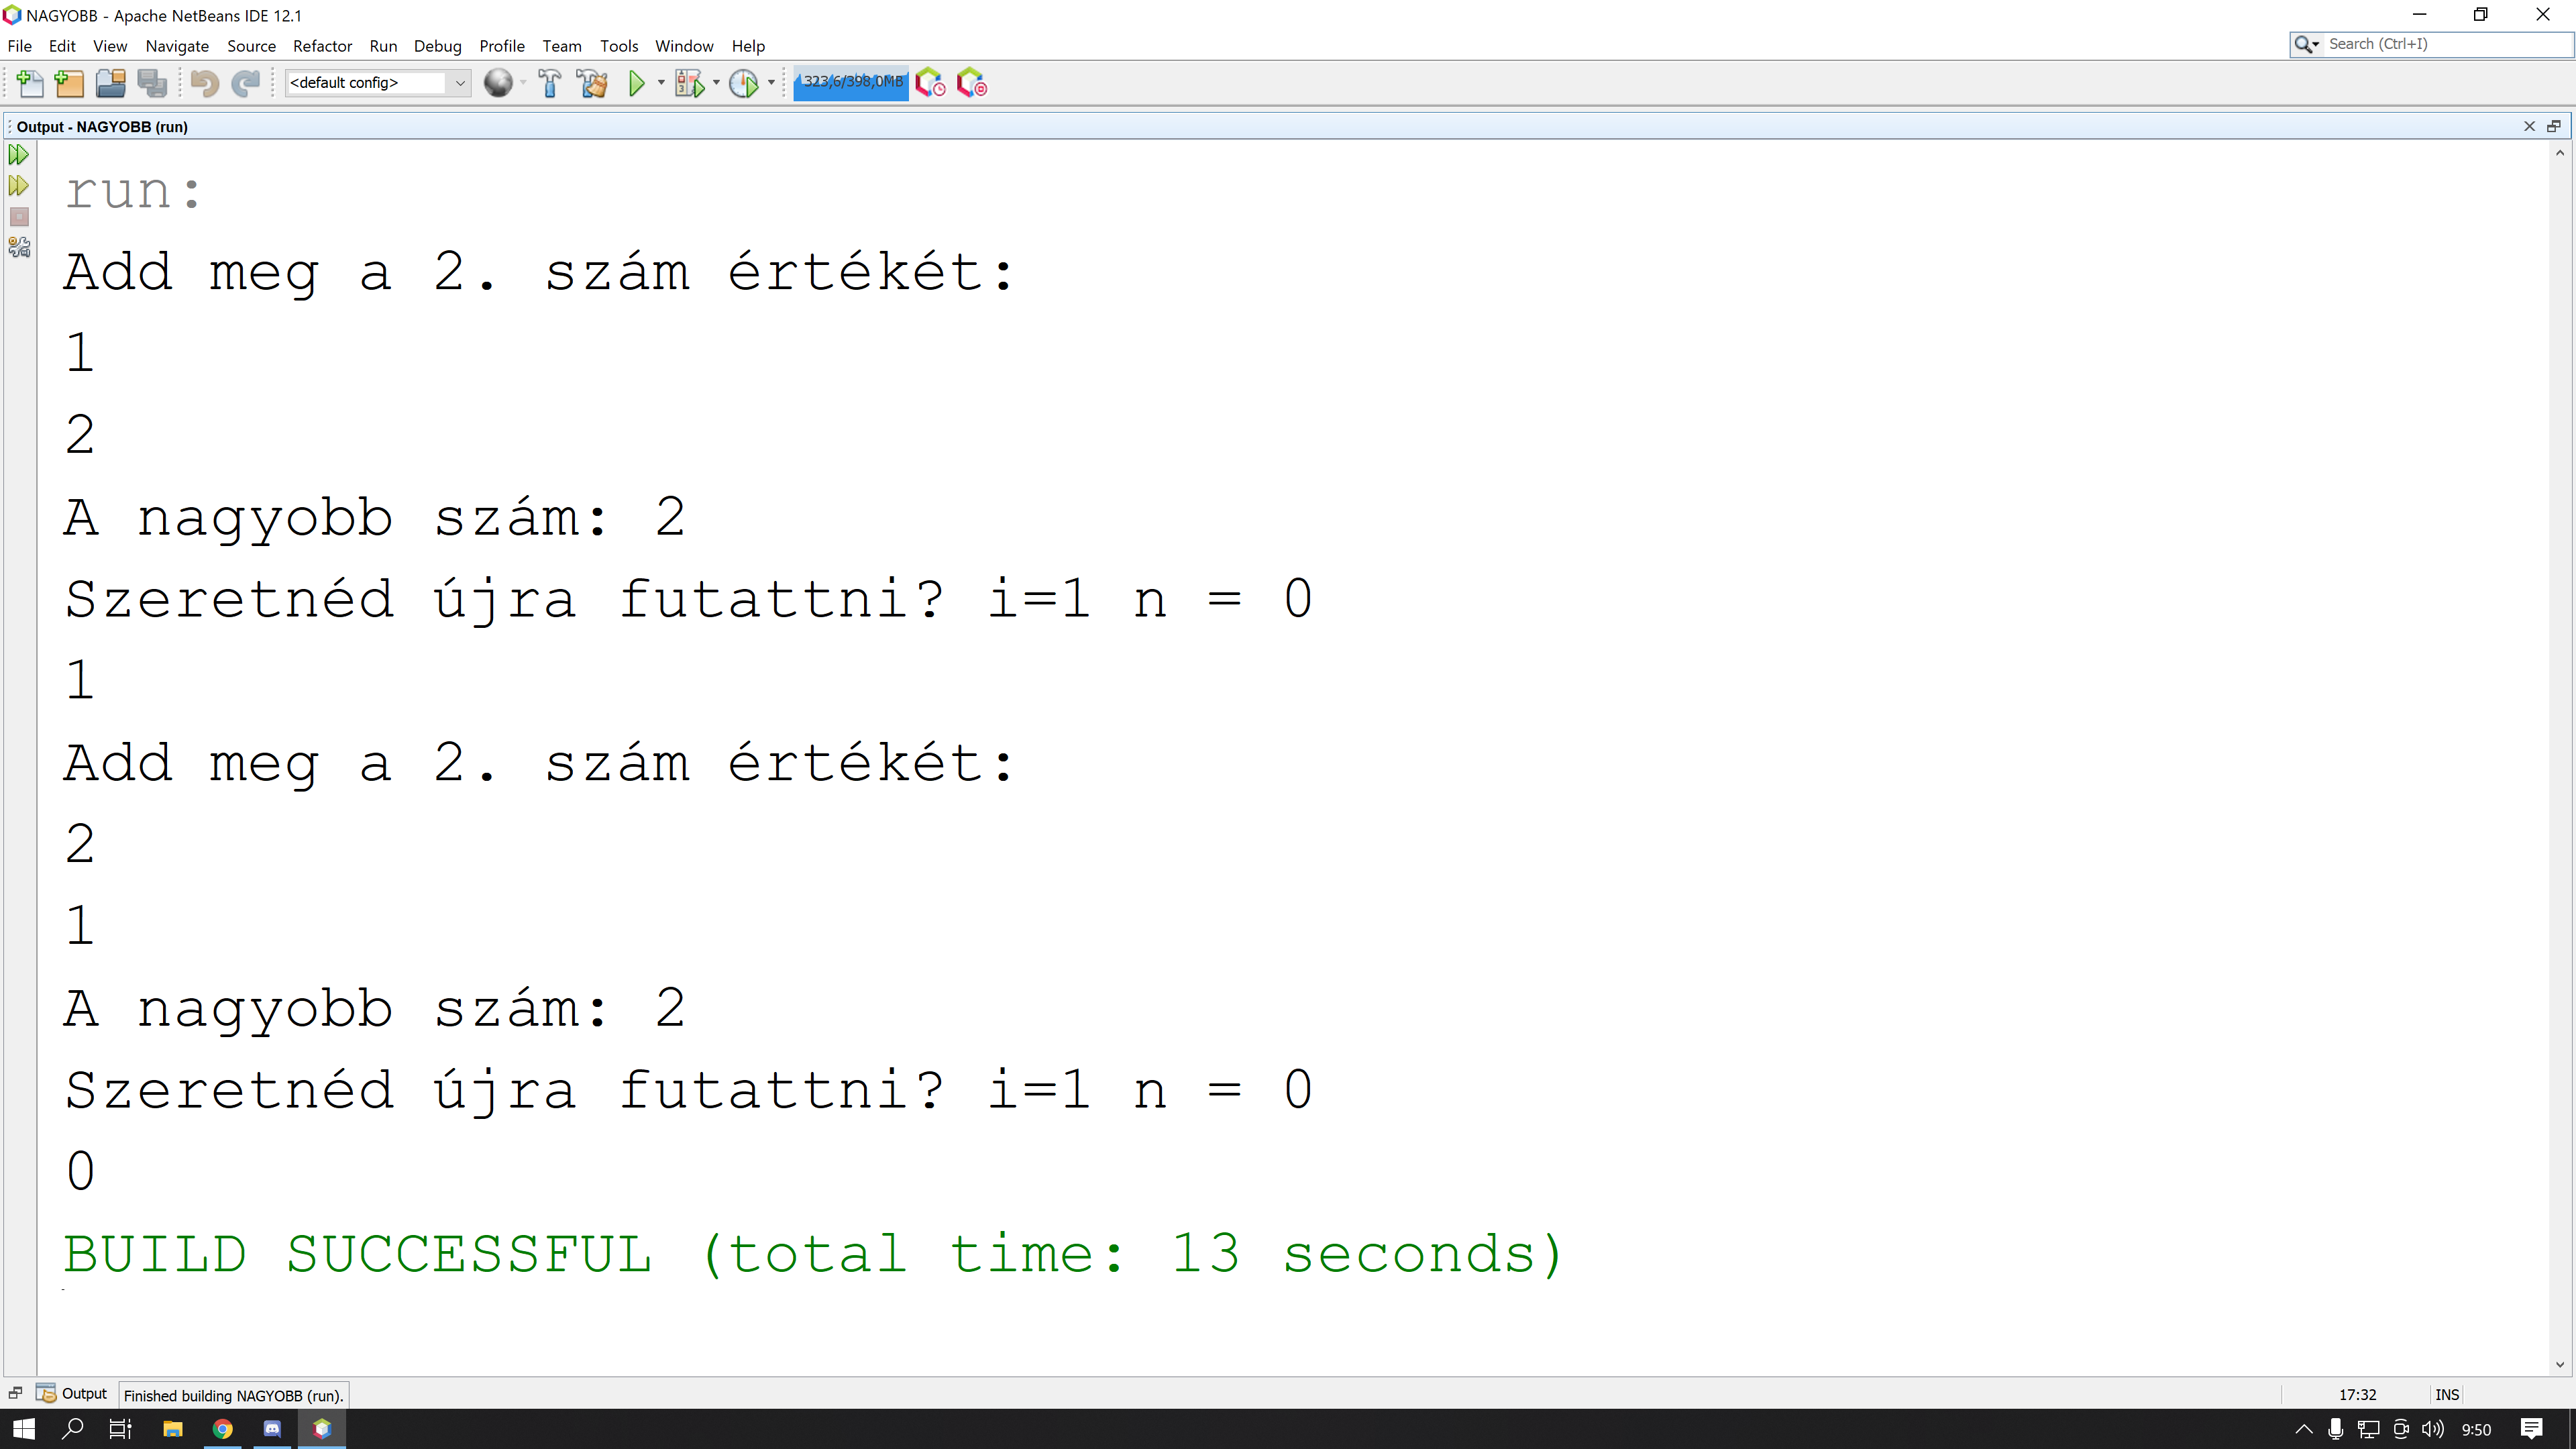 NAGYOBB - Apache NetBeans IDE 12.1
File Edit View Navigate Source Refactor Run Debug Profile Team Tools Window Help
Search (Ctrl+I)
<default config>
323,6/398,0MB
Output - NAGYOBB (run)
run:
Add meg a 2. szám értékét:
1
2
A nagyobb szám: 2
Szeretnéd újra futattni? i=1 n = 0
1
Add meg a 2. szám értékét:
2
1
A nagyobb szám: 2
Szeretnéd újra futattni? i=1 n = 0
0
BUILD SUCCESSFUL (total time: 13 seconds)
Output
Finished building NAGYOBB (run).
17:32 INS
9:50